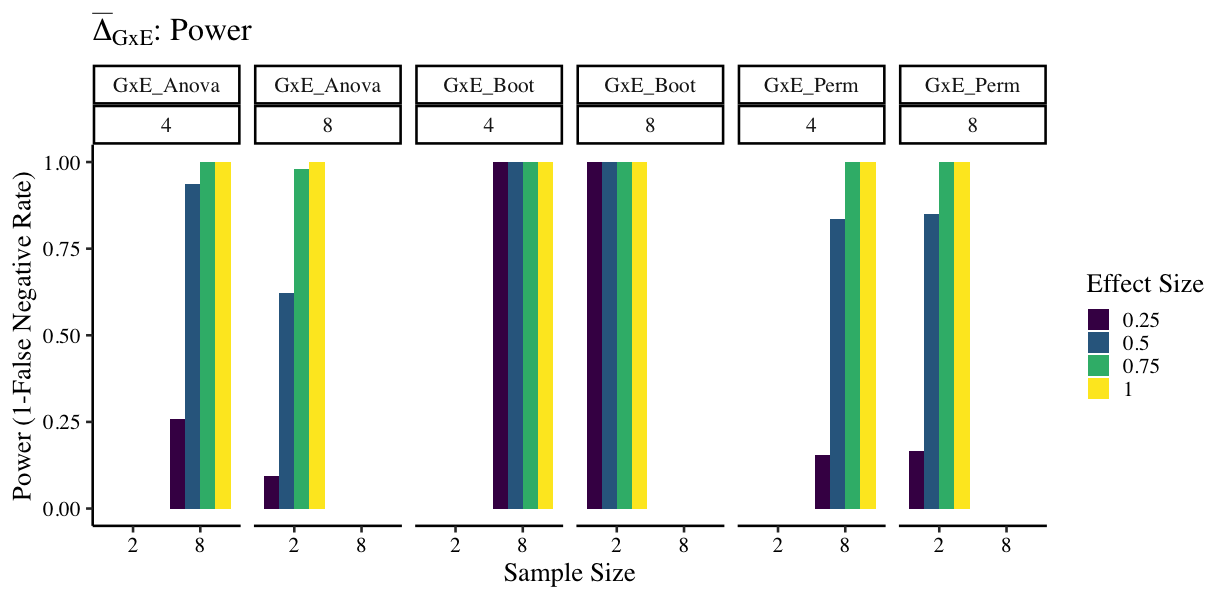 Δ̅GxE: Power
GxE_Anova GxE_Anova GxE_Boot GxE_Boot GxE_Perm GxE_Perm
4 8 4 8 4 8
Power (1-False Negative Rate)
1.00
0.75
0.50
0.25
0.00
2 8 2 8 2 8 2 8 2 8 2 8
Sample Size
Effect Size
0.25
0.5
0.75
1